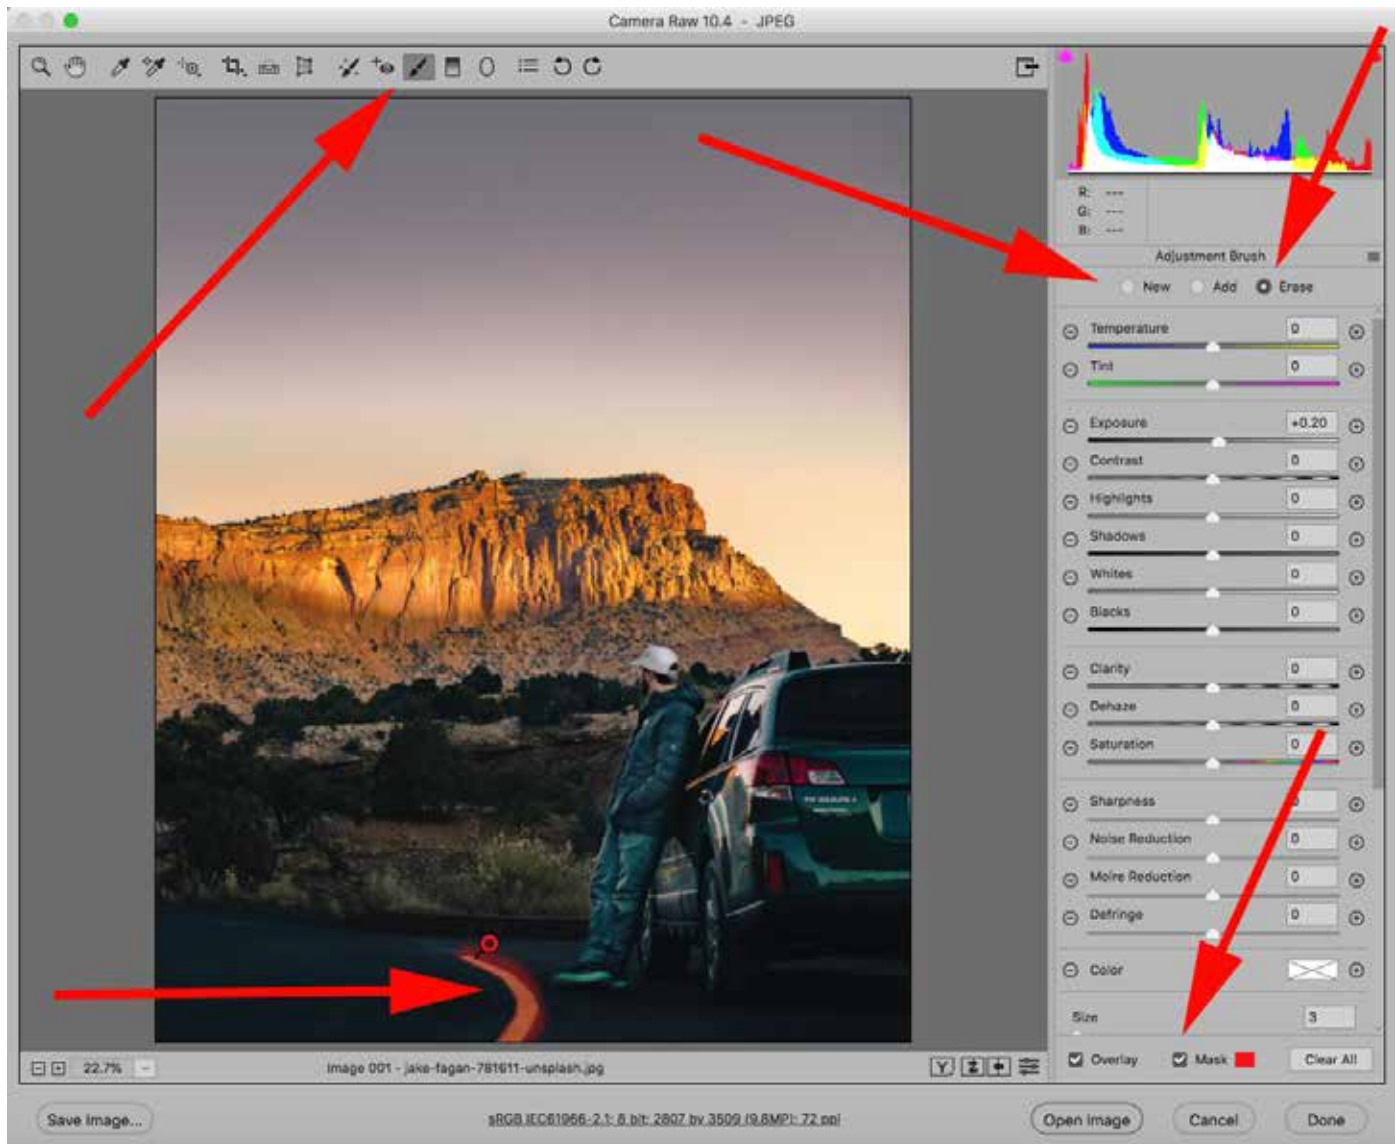 Camera Raw 10.4 - JPEG
R: ---
G: ---
B: ---
Adjustment Brush
New Add Erase
Temperature 0
Tint 0
Exposure +0.20
Contrast 0
Highlights 0
Shadows 0
Whites 0
Blacks 0
Clarity 0
Dehaze 0
Saturation 0
Sharpness
Noise Reduction 0
Moire Reduction 0
Defringe 0
Color
Size 3
Overlay Mask Clear All
22.7% Image 001 - jake-fagan-781611-unsplash.jpg Y
Save Image... sRGB IEC61966-2.1; 8 bit; 2807 by 3509 (9.8MP); 72 ppi Open Image Cancel Done